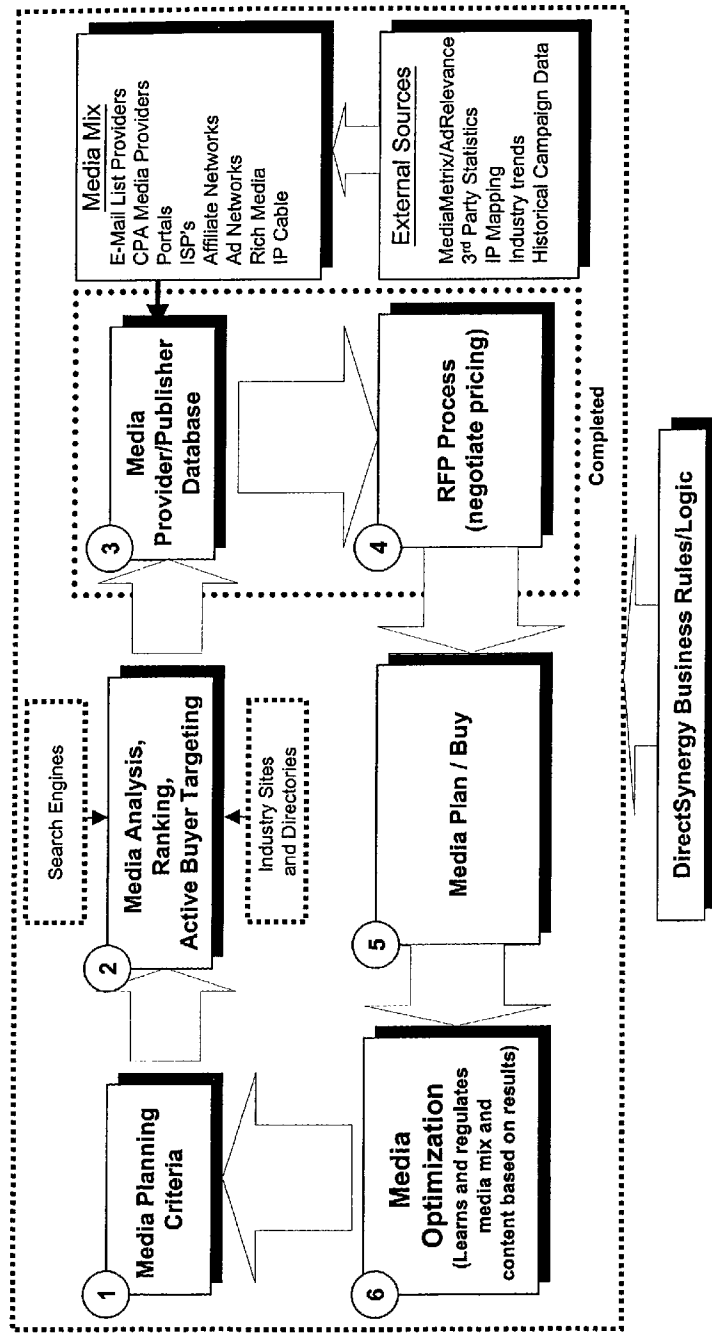 1
Media Planning
Criteria
Search Engines
2
Media Analysis,
Ranking,
Active Buyer Targeting
Industry Sites
and Directories
3
Media
Provider/Publisher
Database
Media Mix
E-Mail List Providers
CPA Media Providers
Portals
ISP's
Affiliate Networks
Ad Networks
Rich Media
IP Cable
External Sources
MediaMetrix/AdRelevance
3rd Party Statistics
IP Mapping
Industry trends
Historical Campaign Data
4
RFP Process
(negotiate pricing)
Completed
5
Media Plan / Buy
6
Media
Optimization
(Learns and regulates
media mix and
content based on results)
DirectSynergy Business Rules/Logic